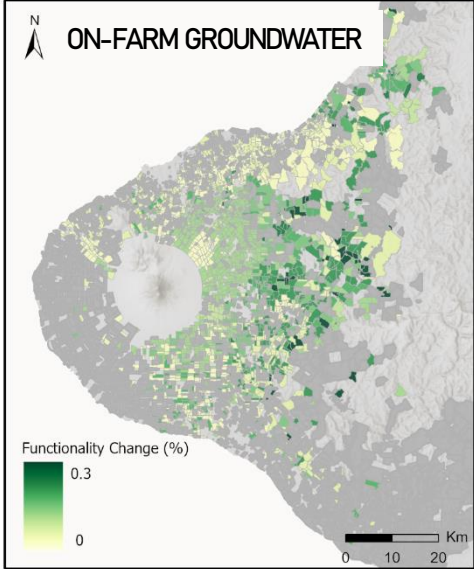 N
ON-FARM GROUNDWATER
Functionality Change (%)
0.3
0
Km
0 10 20